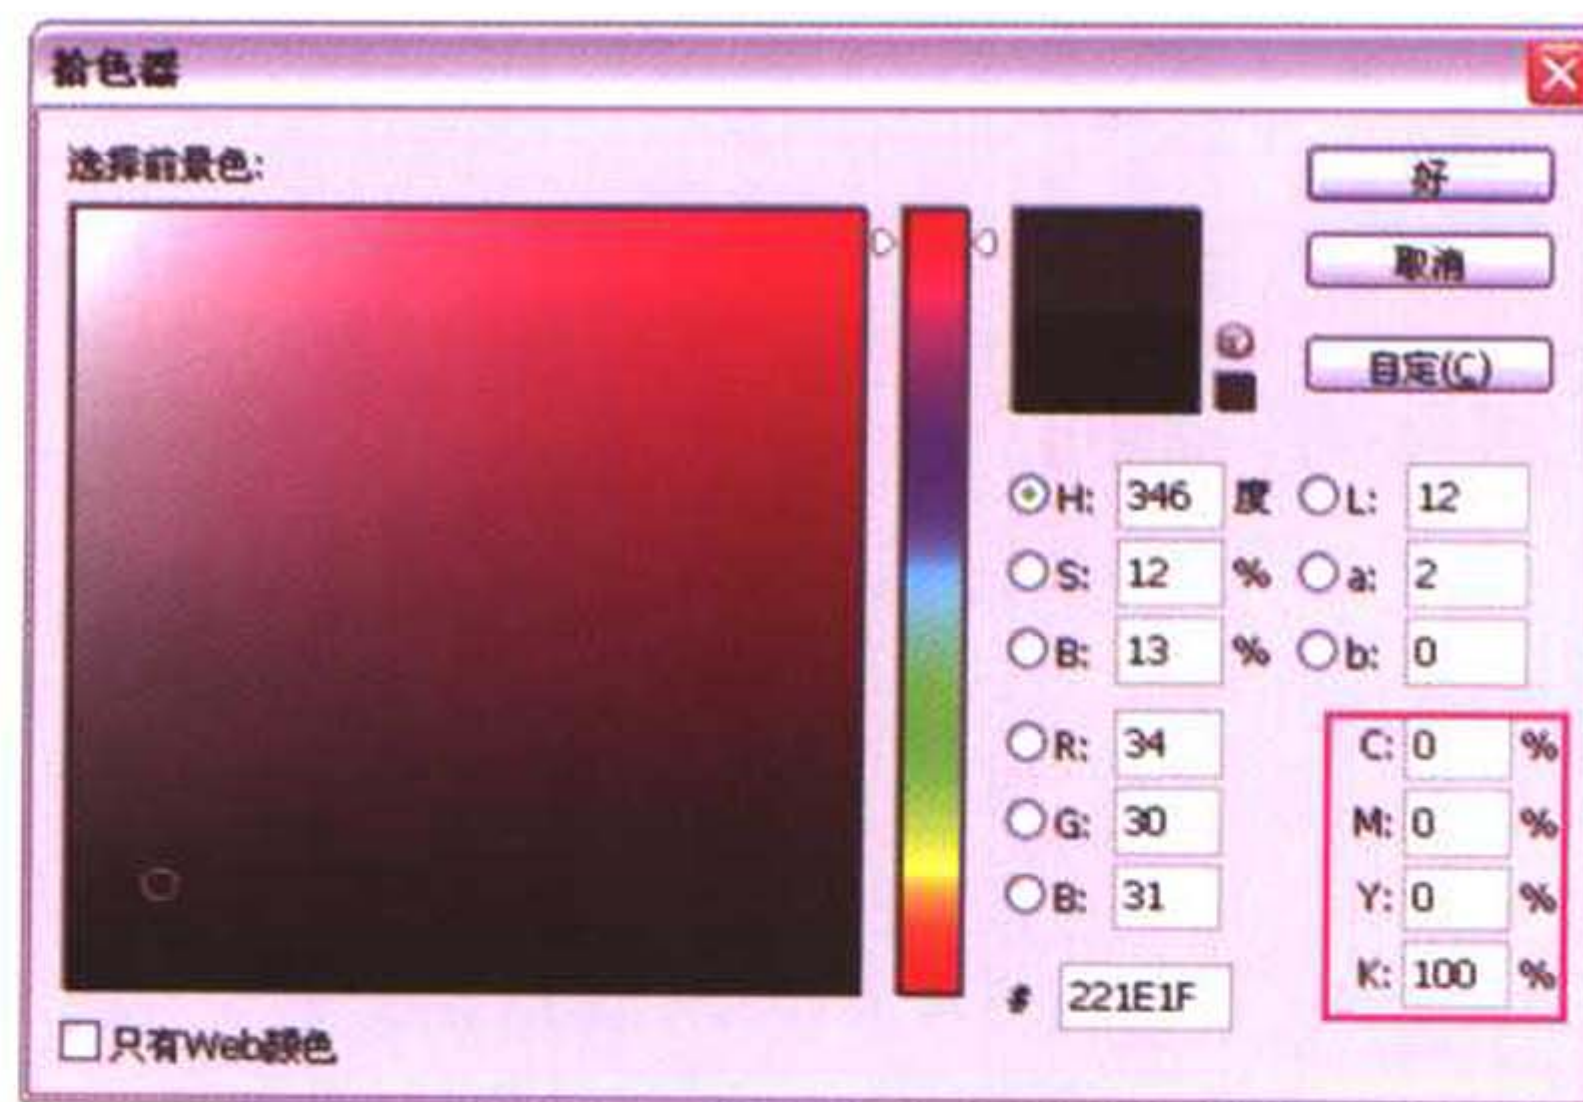 拾色器
选择前景色:
好
取消
自定(C)
H: 346 度 L: 12
S: 12 % a: 2
B: 13 % b: 0
R: 34 C: 0 %
G: 30 M: 0 %
B: 31 Y: 0 %
# 221E1F K: 100 %
只有Web颜色